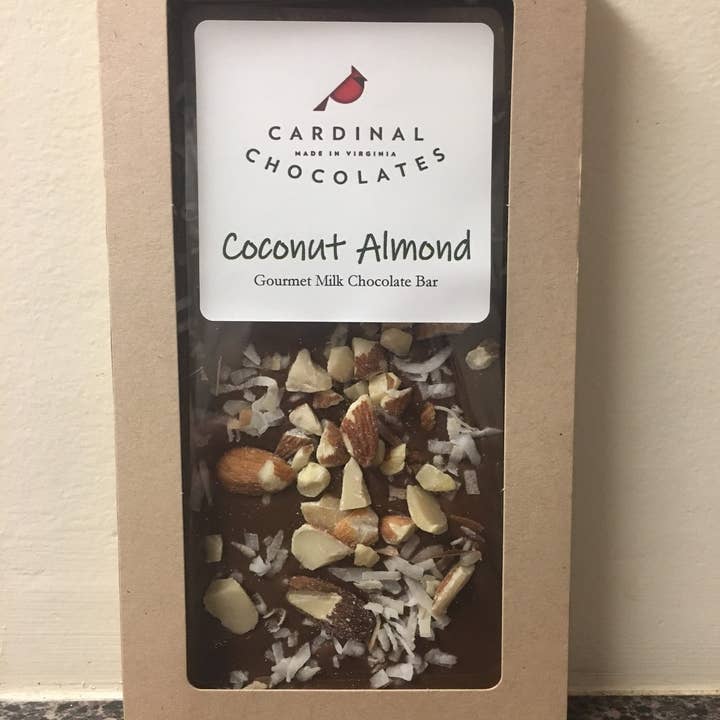 CARDINAL
MADE IN VIRGINIA
CHOCOLATES
Coconut Almond
Gourmet Milk Chocolate Bar